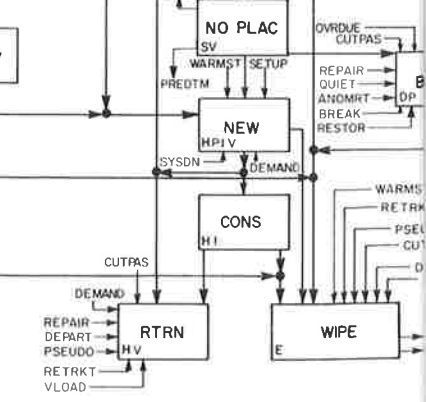 NO PLAC
SV
OVRDUE
CUTPAS
WARMST SETUP
PREDTM
REPAIR
QUIET
ANOMRT
DP
BREAK
RESTOR
NEW
HPIV
SYSDN
DEMAND
CONS
HI
WARMS
RETRK
PSEU
CU
D
CUTPAS
DEMAND
REPAIR
DEPART
PSEUDO
RTRN
HV
WIPE
E
RETRKT
VLOAD